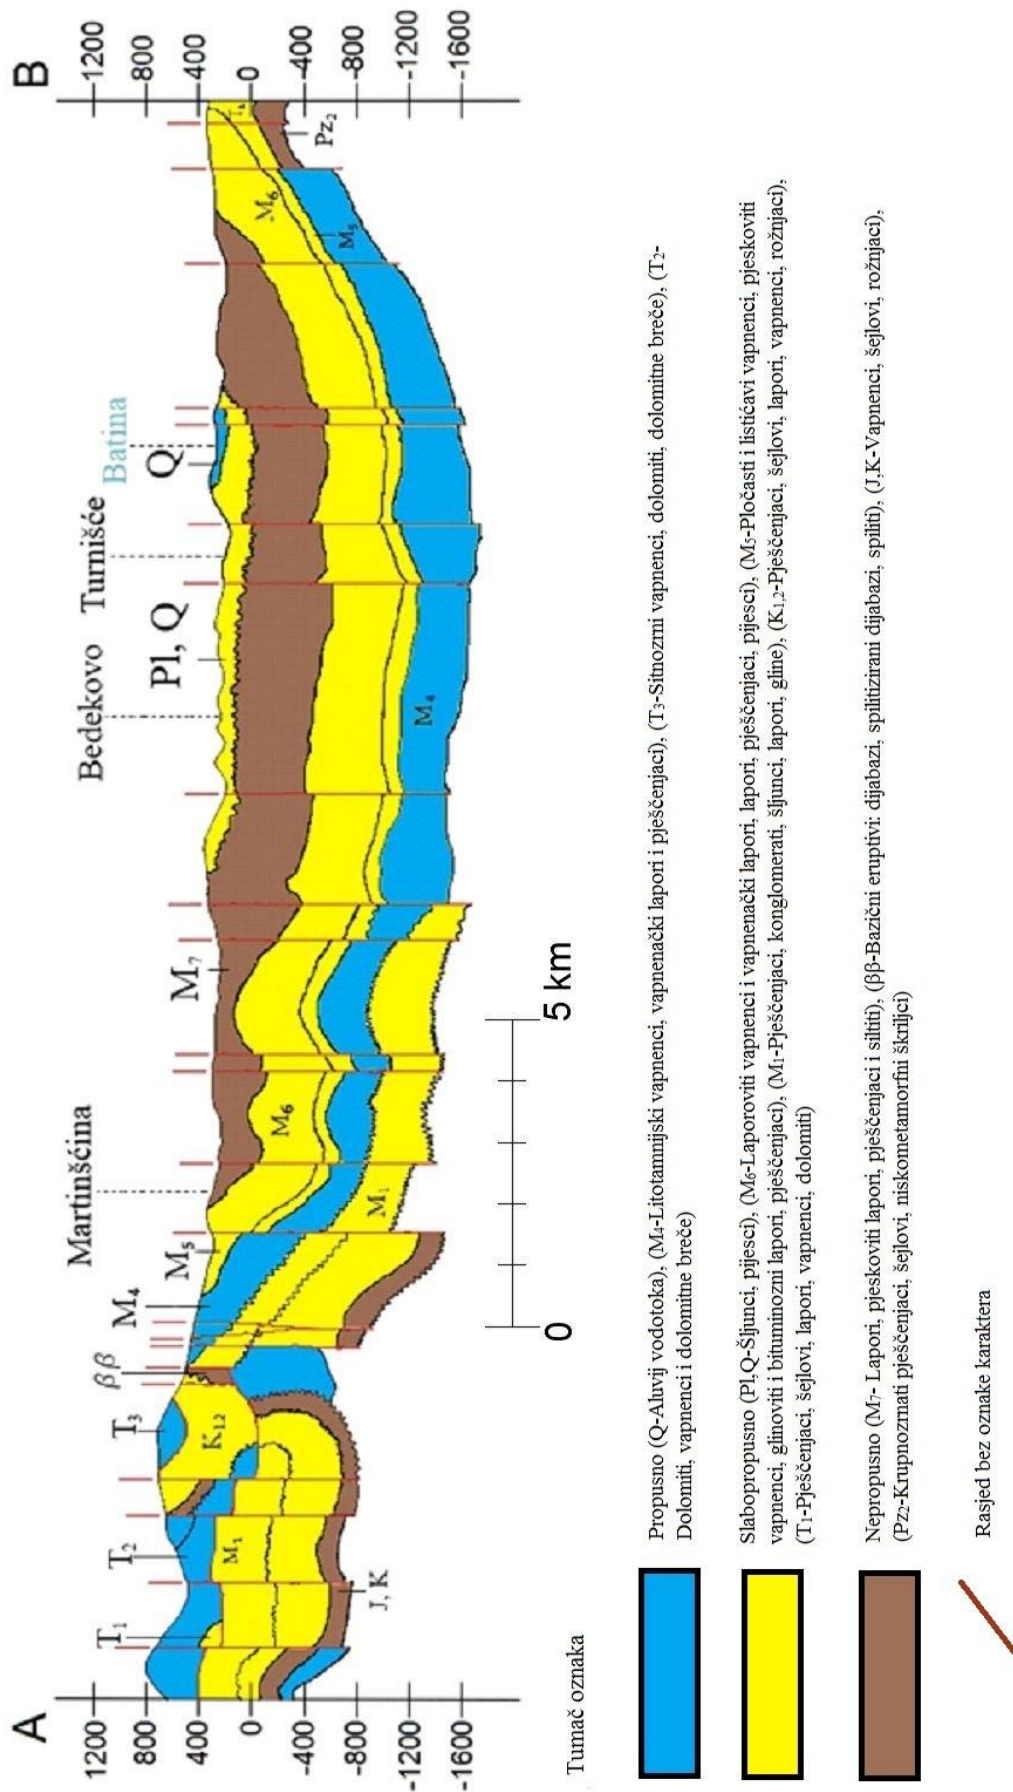 A
B
1200
800
400
0
-400
-800
-1200
-1600
-1200
-800
400
0
-400
-800
-1200
-1600
T1
T2
T3
ββ
M4
M5
Martinšćina
M7
Bedekovo
Pl, Q
Turnišće
Q
Batina
M1
K12
J, K
M1
M6
M4
M5
M6
Pz2
0
5 km
Tumač oznaka
Propusno (Q-Aluvij vodotoka), (M4-Litotamnijski vapnenci, vapnenački lapori i pješčenjaci), (T3-Sitnozrni vapnenci, dolomiti, dolomitne breče), (T2-
Dolomiti, vapnenci i dolomitne breče)
Slabopropusno (Pl,Q-Šljunci, pijesci), (M6-Laporoviti vapnenci i vapnenački lapori, lapori, pješčenjaci, pijesci), (M5-Pločasti i listićavi vapnenci, pjeskoviti
vapnenci, glinoviti i bituminozni lapori, pješčenjaci), (M1-Pješčenjaci, konglomerati, šljunci, lapori, gline), (K1,2-Pješčenjaci, šejlovi, lapori, vapnenci, rožnjaci),
(T1-Pješčenjaci, šejlovi, lapori, vapnenci, dolomiti)
Nepropusno (M7- Lapori, pjeskoviti lapori, pješčenjaci i siltiti), (ββ-Bazični eruptivi: dijabazi, spilitizirani dijabazi, spiliti), (J,K-Vapnenci, šejlovi, rožnjaci),
(Pz2-Krupnozrnati pješčenjaci, šejlovi, niskometamorfni škriljci)
Rasjed bez oznake karaktera